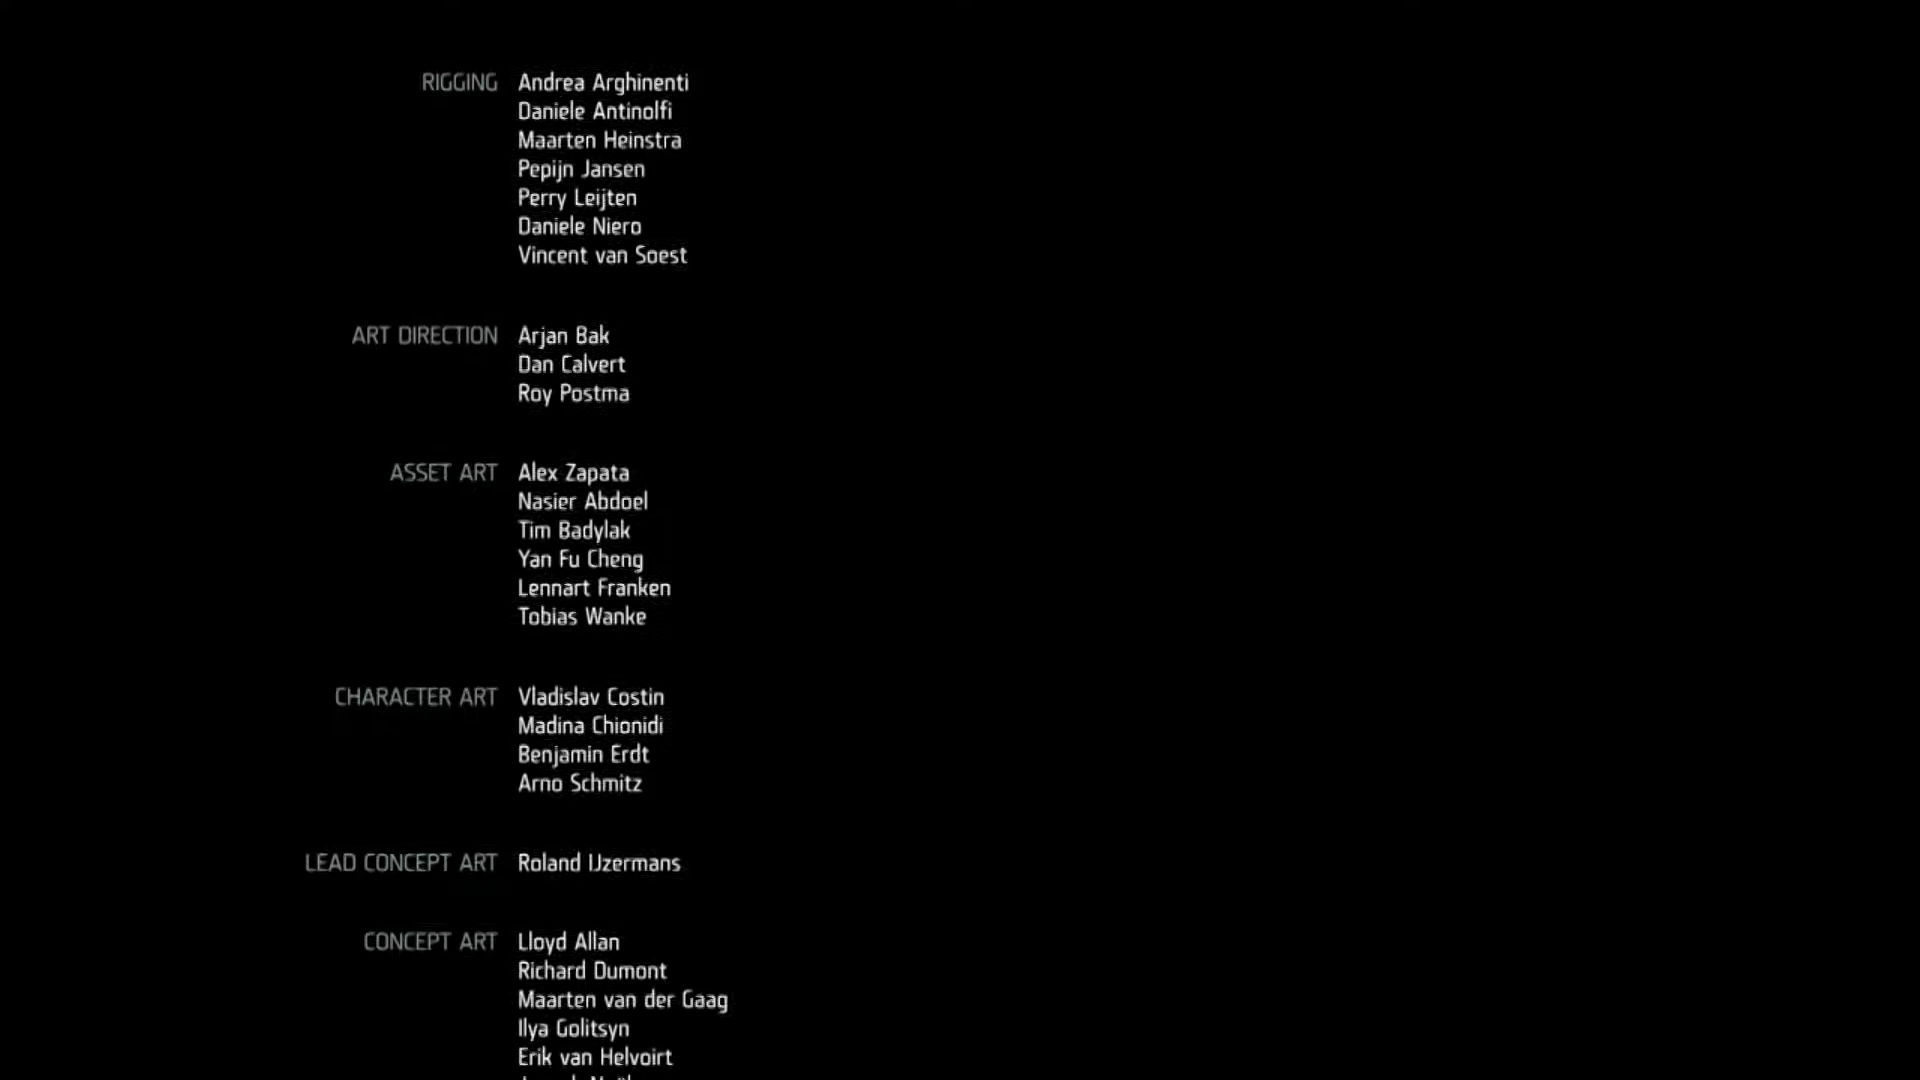 RIGGING Andrea Arghinenti
Daniele Antinolfi
Maarten Heinstra
Pepijn Jansen
Perry Leijten
Daniele Niero
Vincent van Soest
ART DIRECTION Arjan Bak
Dan Calvert
Roy Postma
ASSET ART Alex Zapata
Nasier Abdoel
Tim Badylak
Yan Fu Cheng
Lennart Franken
Tobias Wanke
CHARACTER ART Vladislav Costin
Madina Chionidi
Benjamin Erdt
Arno Schmitz
LEAD CONCEPT ART Roland IJzermans
CONCEPT ART Lloyd Allan
Richard Dumont
Maarten van der Gaag
Ilya Golitsyn
Erik van Helvoirt